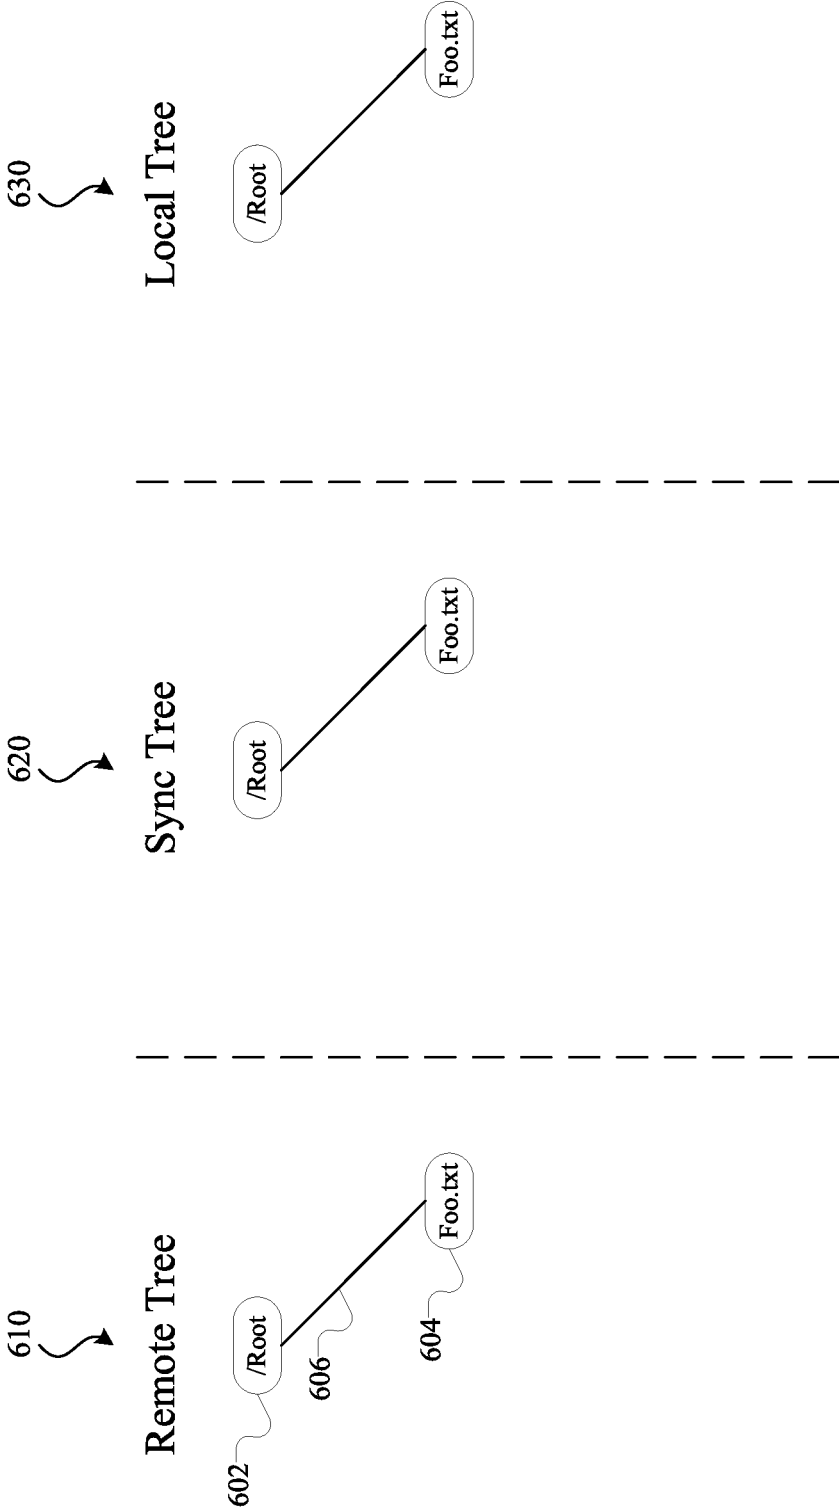 610
620
630
Remote Tree
Sync Tree
Local Tree
602
/Root
/Root
/Root
606
604
Foo.txt
Foo.txt
Foo.txt